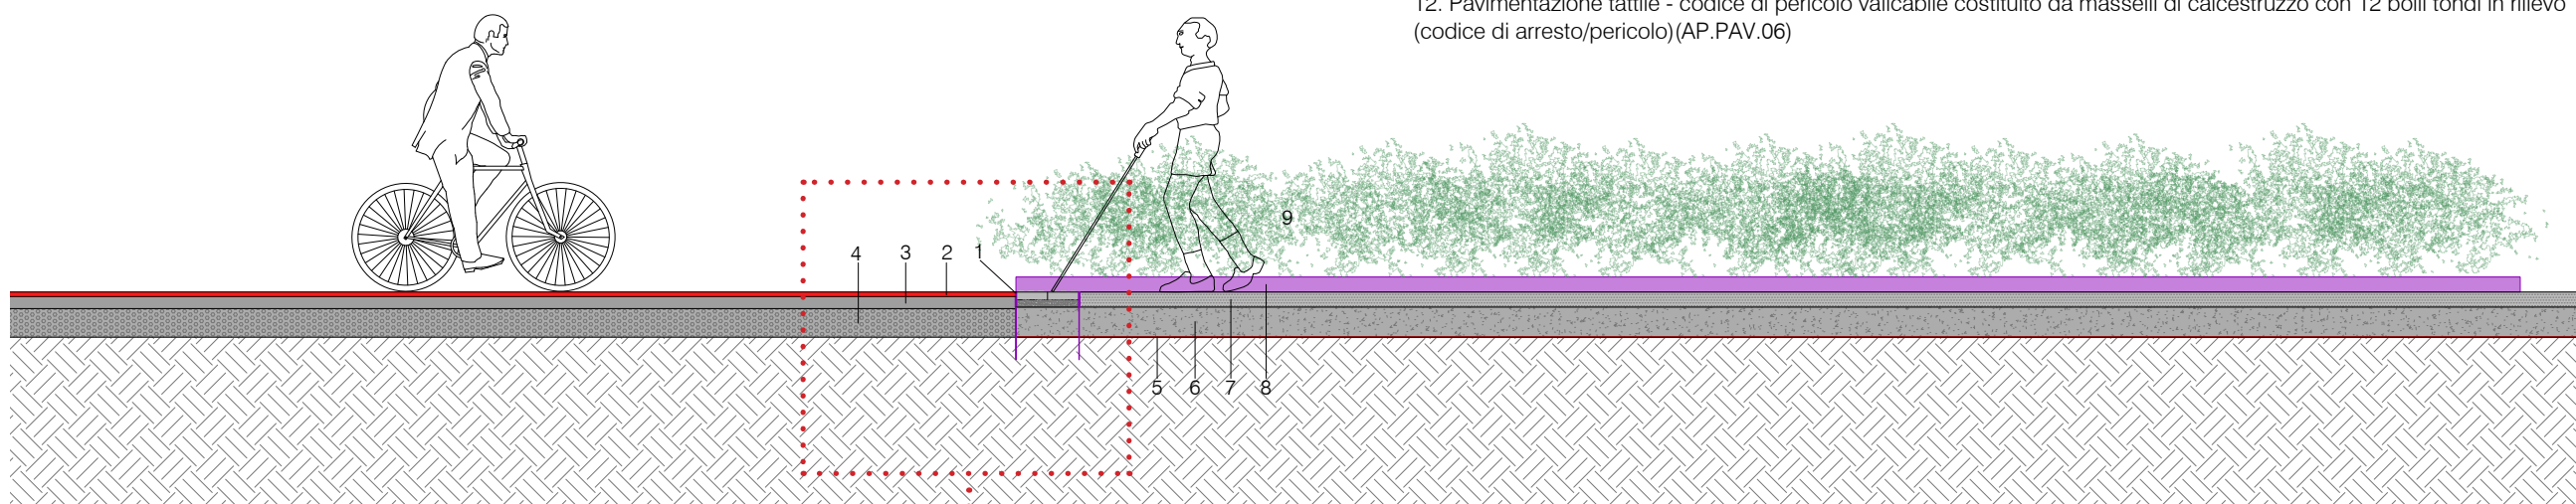 12. Pavimentazione tattile - codice di pericolo valicabile costituito da masselli di calcestruzzo con 12 bolli tondi in rilievo
(codice di arresto/pericolo)(AP.PAV.06)
9
4 3 2 1
5 6 7 8